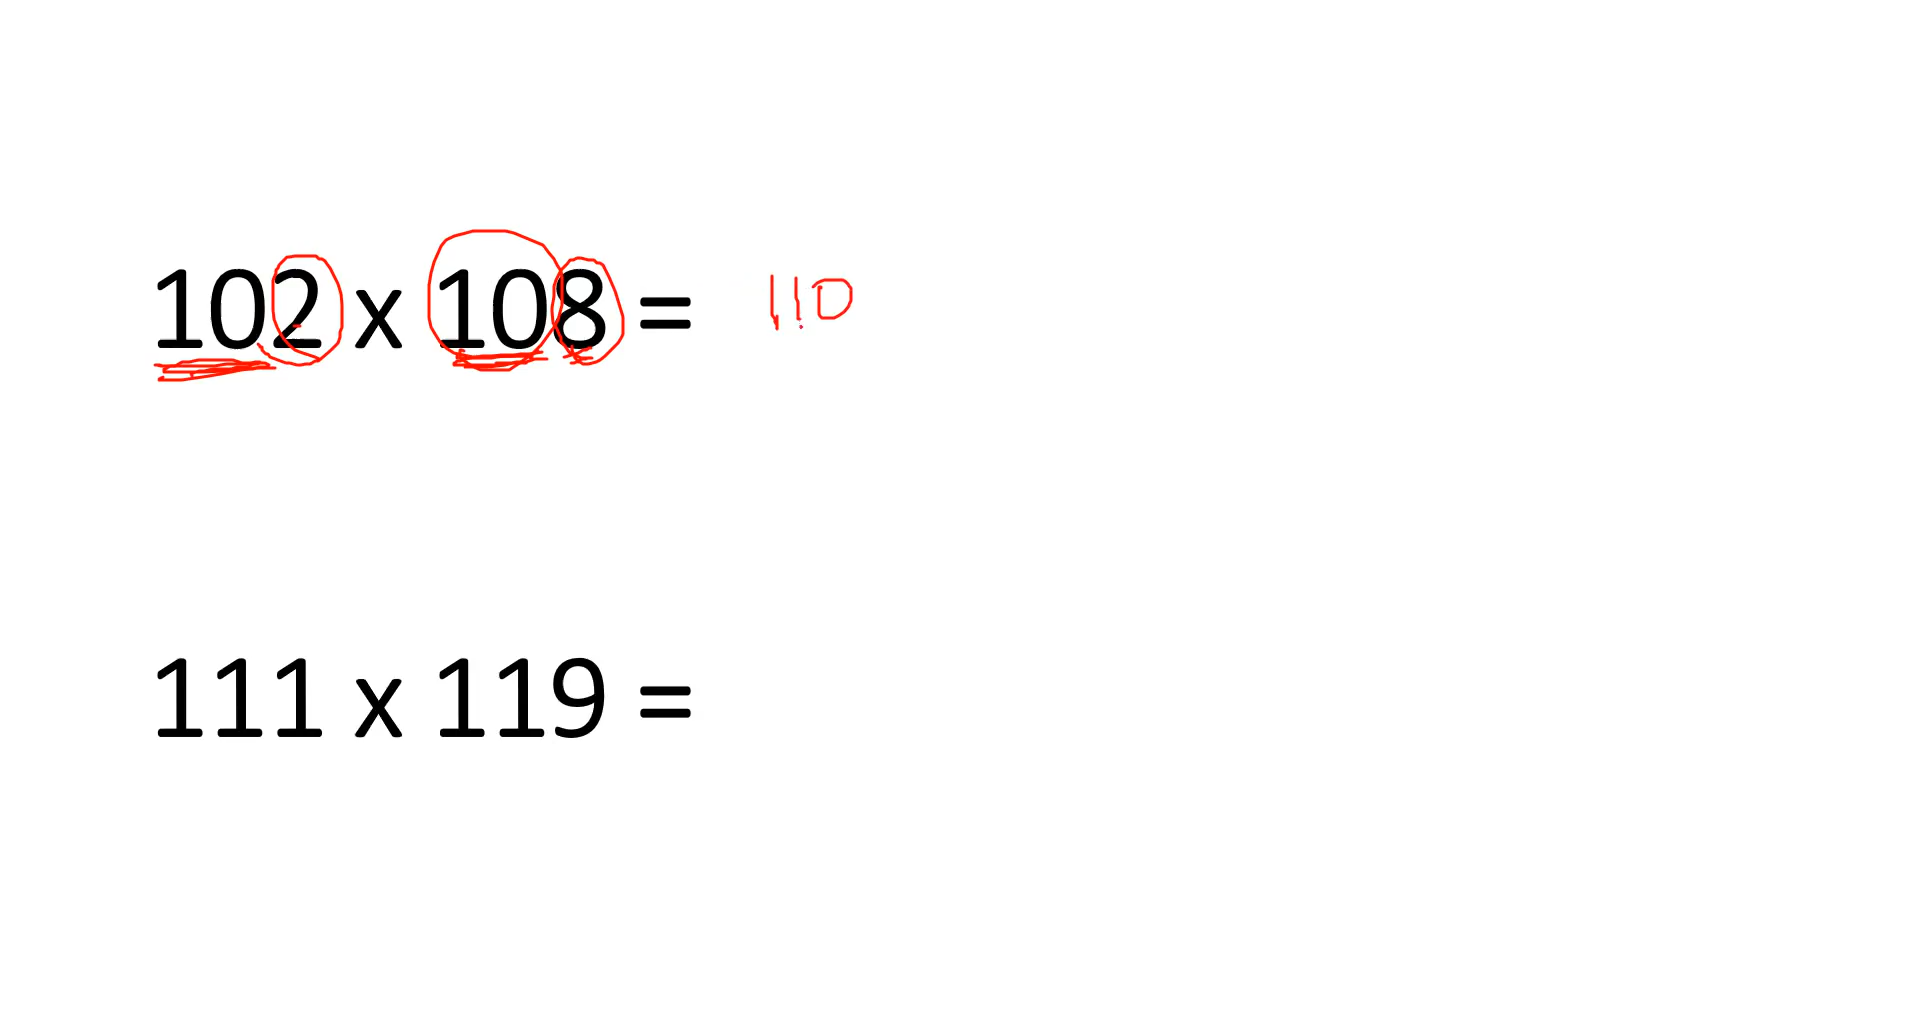 102 x 108 = 110
111 x 119 =